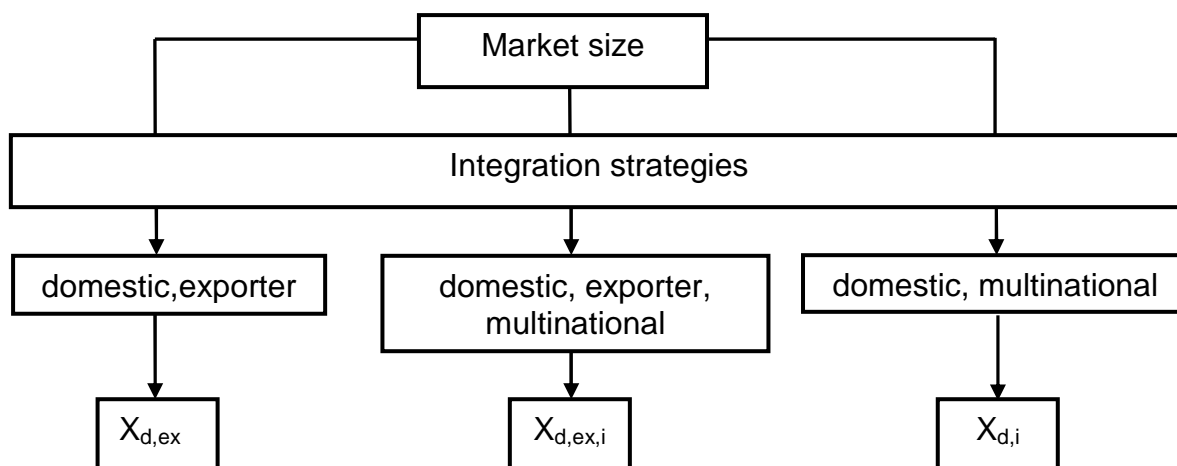 Market size
Integration strategies
domestic,exporter
domestic, exporter,
multinational
domestic, multinational
Xd,ex
Xd,ex,i
Xd,i